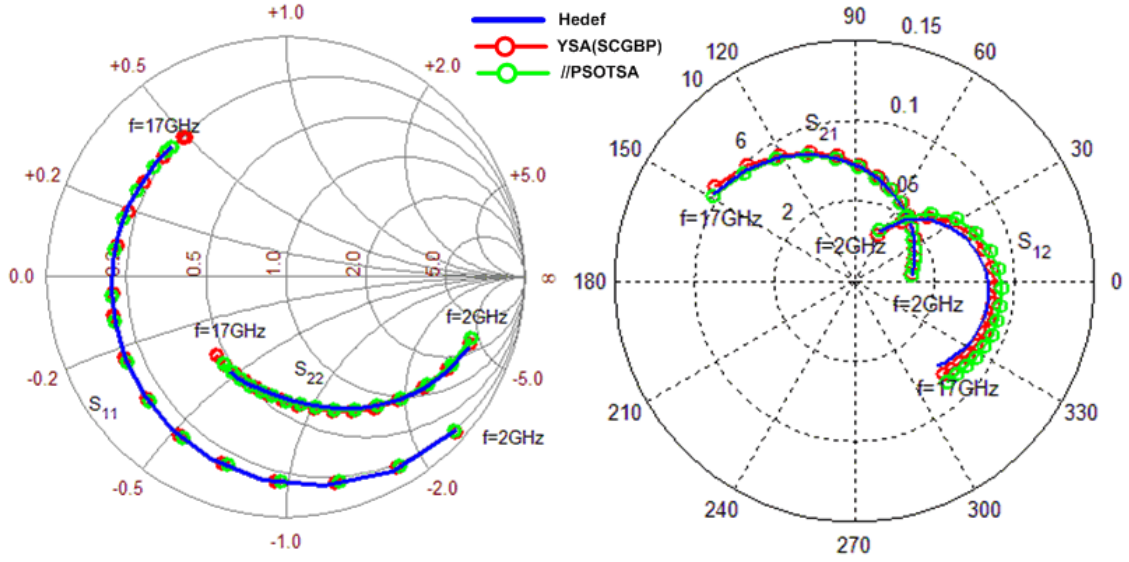 Hedef
YSA(SCGBP)
//PSOTSA
+1.0
+0.5
+2.0
f=17GHz
+0.2
+5.0
0.0
0.5
1.0
2.0
5.0
∞
f=17GHz
f=2GHz
-0.2
S22
-5.0
S11
f=2GHz
-0.5
-2.0
-1.0
90
0.15
120
60
10
0.1
6
S21
150
30
2
f=17GHz
f=2GHz
S12
180
0
f=2GHz
f=17GHz
210
330
240
300
270